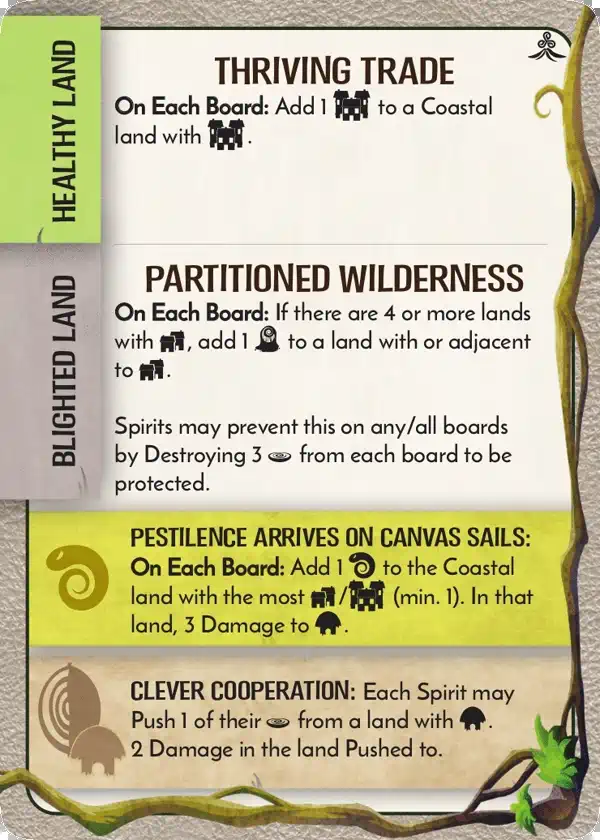 HEALTHY LAND
THRIVING TRADE
On Each Board: Add 1 to a Coastal
land with .
BLIGHTED LAND
PARTITIONED WILDERNESS
On Each Board: If there are 4 or more lands
with , add 1 to a land with or adjacent
to .
Spirits may prevent this on any/all boards
by Destroying 3 from each board to be
protected.
PESTILENCE ARRIVES ON CANVAS SAILS:
On Each Board: Add 1 to the Coastal
land with the most / (min. 1). In that
land, 3 Damage to .
CLEVER COOPERATION: Each Spirit may
Push 1 of their from a land with .
2 Damage in the land Pushed to.